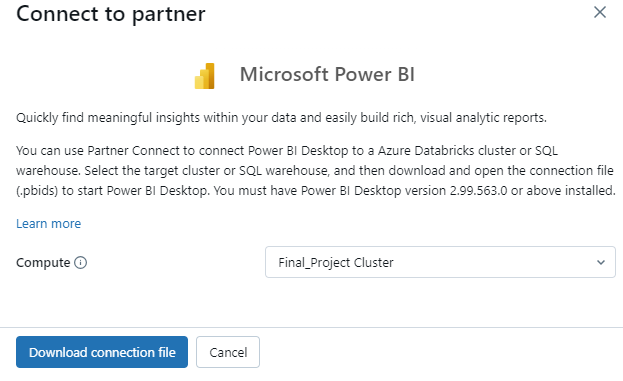 Connect to partner
Microsoft Power BI
Quickly find meaningful insights within your data and easily build rich, visual analytic reports.
You can use Partner Connect to connect Power BI Desktop to a Azure Databricks cluster or SQL
warehouse. Select the target cluster or SQL warehouse, and then download and open the connection file
(.pbids) to start Power BI Desktop. You must have Power BI Desktop version 2.99.563.0 or above installed.
Learn more
Compute
Final_Project Cluster
Download connection file
Cancel